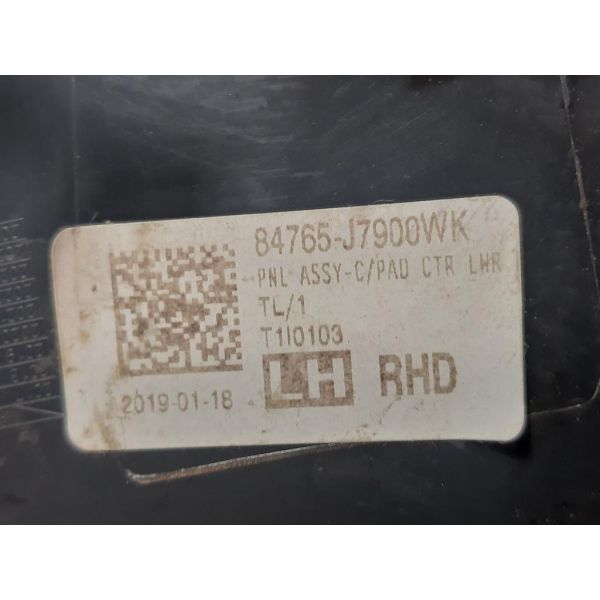 84765-J7900WK
PNL ASSY-C/PAD CTR LWR
TL/1
T1I0103
2019-01-18
LH RHD